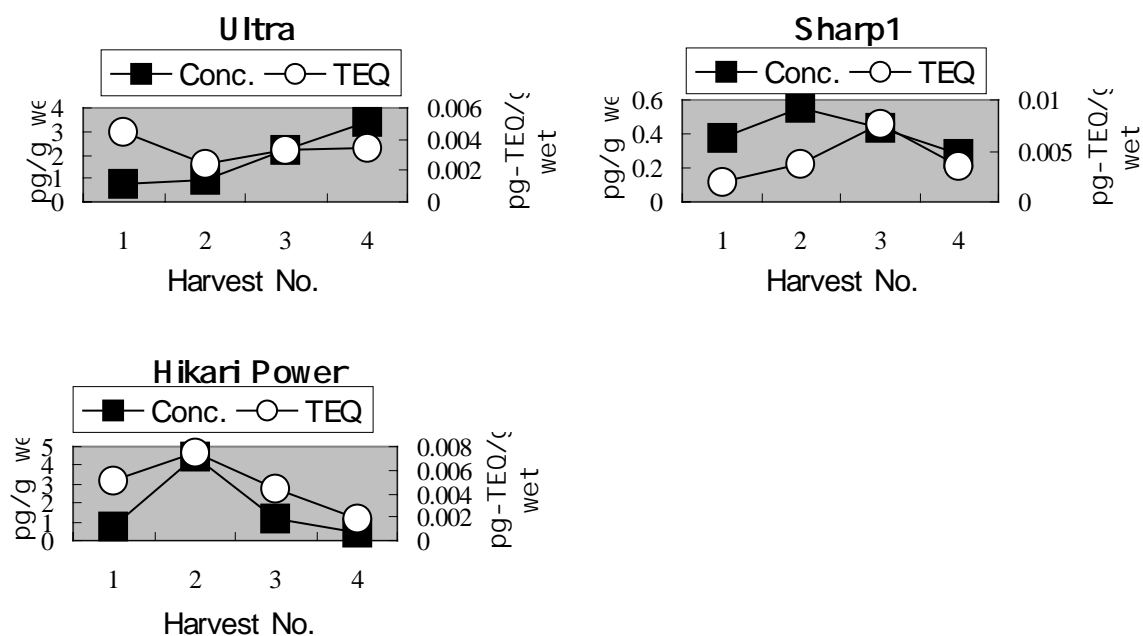 Ultra
Conc. TEQ
4
3
2
1
0
pg/g we
0.006
0.004
0.002
0
pg-TEQ/g
wet
1 2 3 4
Harvest No.
Sharp1
Conc. TEQ
0.6
0.4
0.2
0
pg/g we
0.01
0.005
0
pg-TEQ/g
wet
1 2 3 4
Harvest No.
Hikari Power
Conc. TEQ
5
4
3
2
1
0
pg/g we
0.008
0.006
0.004
0.002
0
pg-TEQ/g
wet
1 2 3 4
Harvest No.